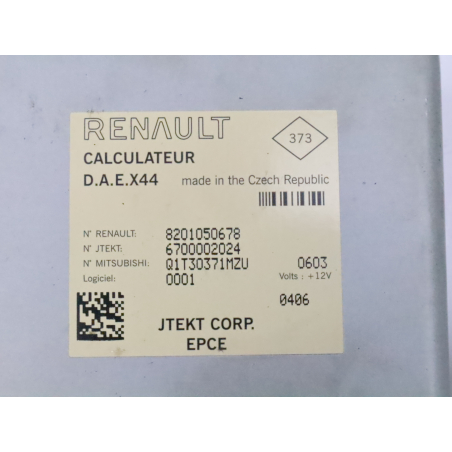 RENAULT
373
CALCULATEUR
D.A.E.X44 made in the Czech Republic
N° RENAULT: 8201050678
N° JTEKT: 6700002024
N° MITSUBISHI: Q1T30371MZU 0603
Logiciel: 0001 Volts : +12V
0406
JTEKT CORP.
EPCE